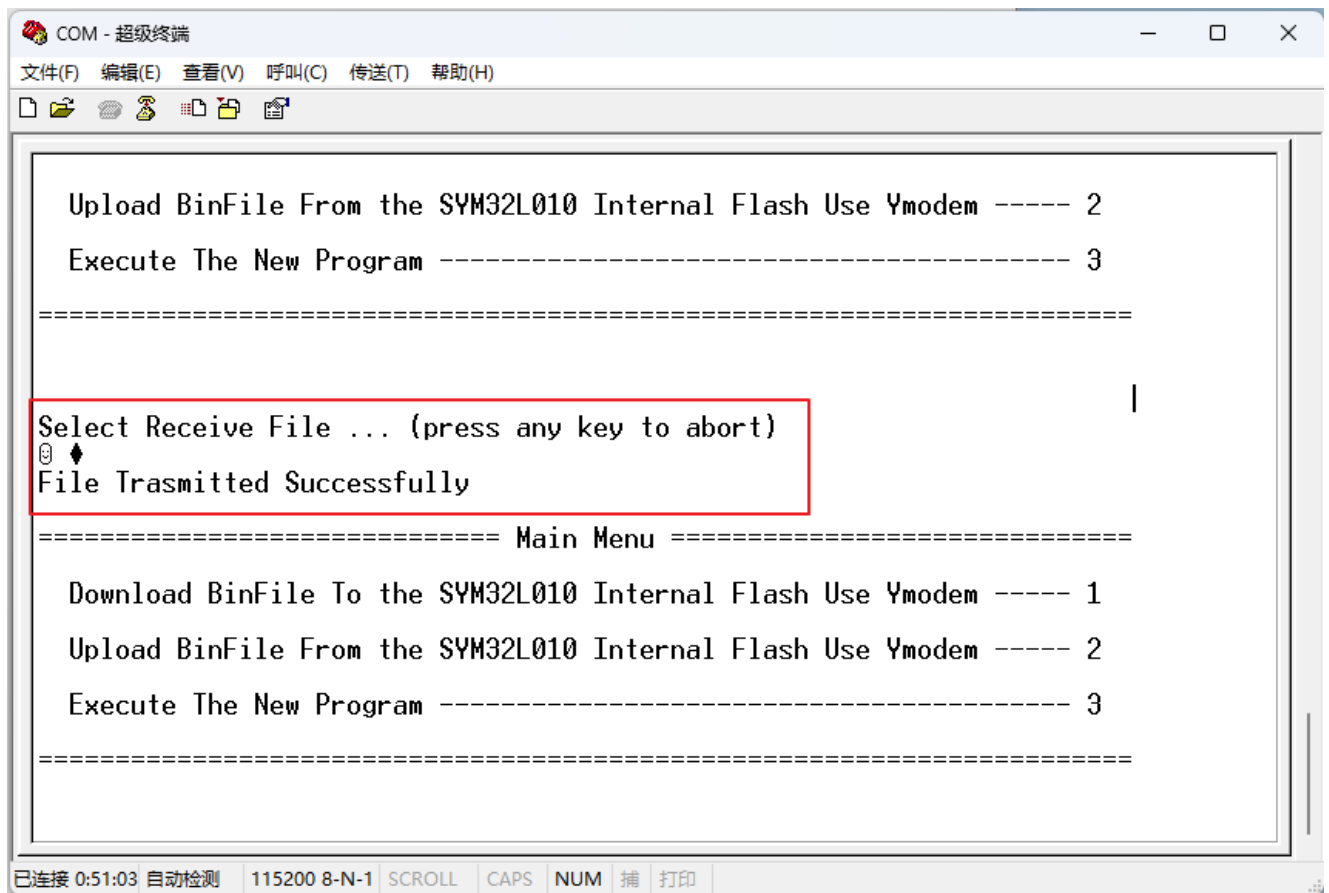 COM - 超级终端
文件(F) 编辑(E) 查看(V) 呼叫(C) 传送(T) 帮助(H)
Upload BinFile From the SYM32L010 Internal Flash Use Ymodem ----- 2
Execute The New Program ----------------------------------------- 3
=======================================================================
Select Receive File ... (press any key to abort)
☺ ♦
File Trasmitted Successfully
============================== Main Menu ==============================
Download BinFile To the SYM32L010 Internal Flash Use Ymodem ----- 1
Upload BinFile From the SYM32L010 Internal Flash Use Ymodem ----- 2
Execute The New Program ----------------------------------------- 3
=======================================================================
已连接 0:51:03 自动检测 115200 8-N-1 SCROLL CAPS NUM 捕 打印